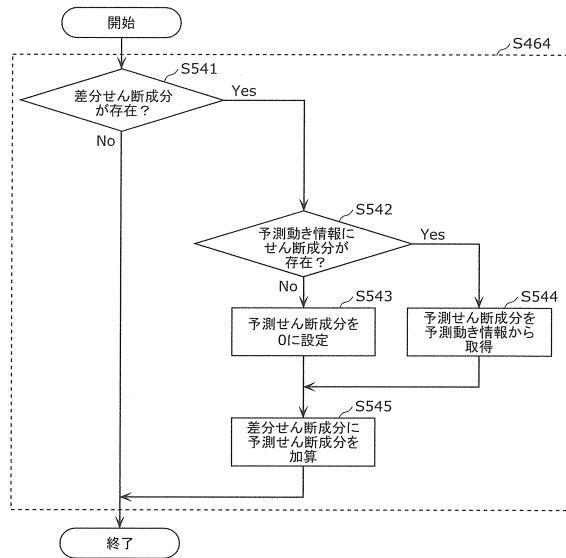 開始
S464
S541
差分せん断成分
が存在?
Yes
No
S542
予測動き情報に
せん断成分が
存在?
Yes
No
S543
予測せん断成分を
0に設定
S544
予測せん断成分を
予測動き情報から
取得
S545
差分せん断成分に
予測せん断成分を
加算
終了